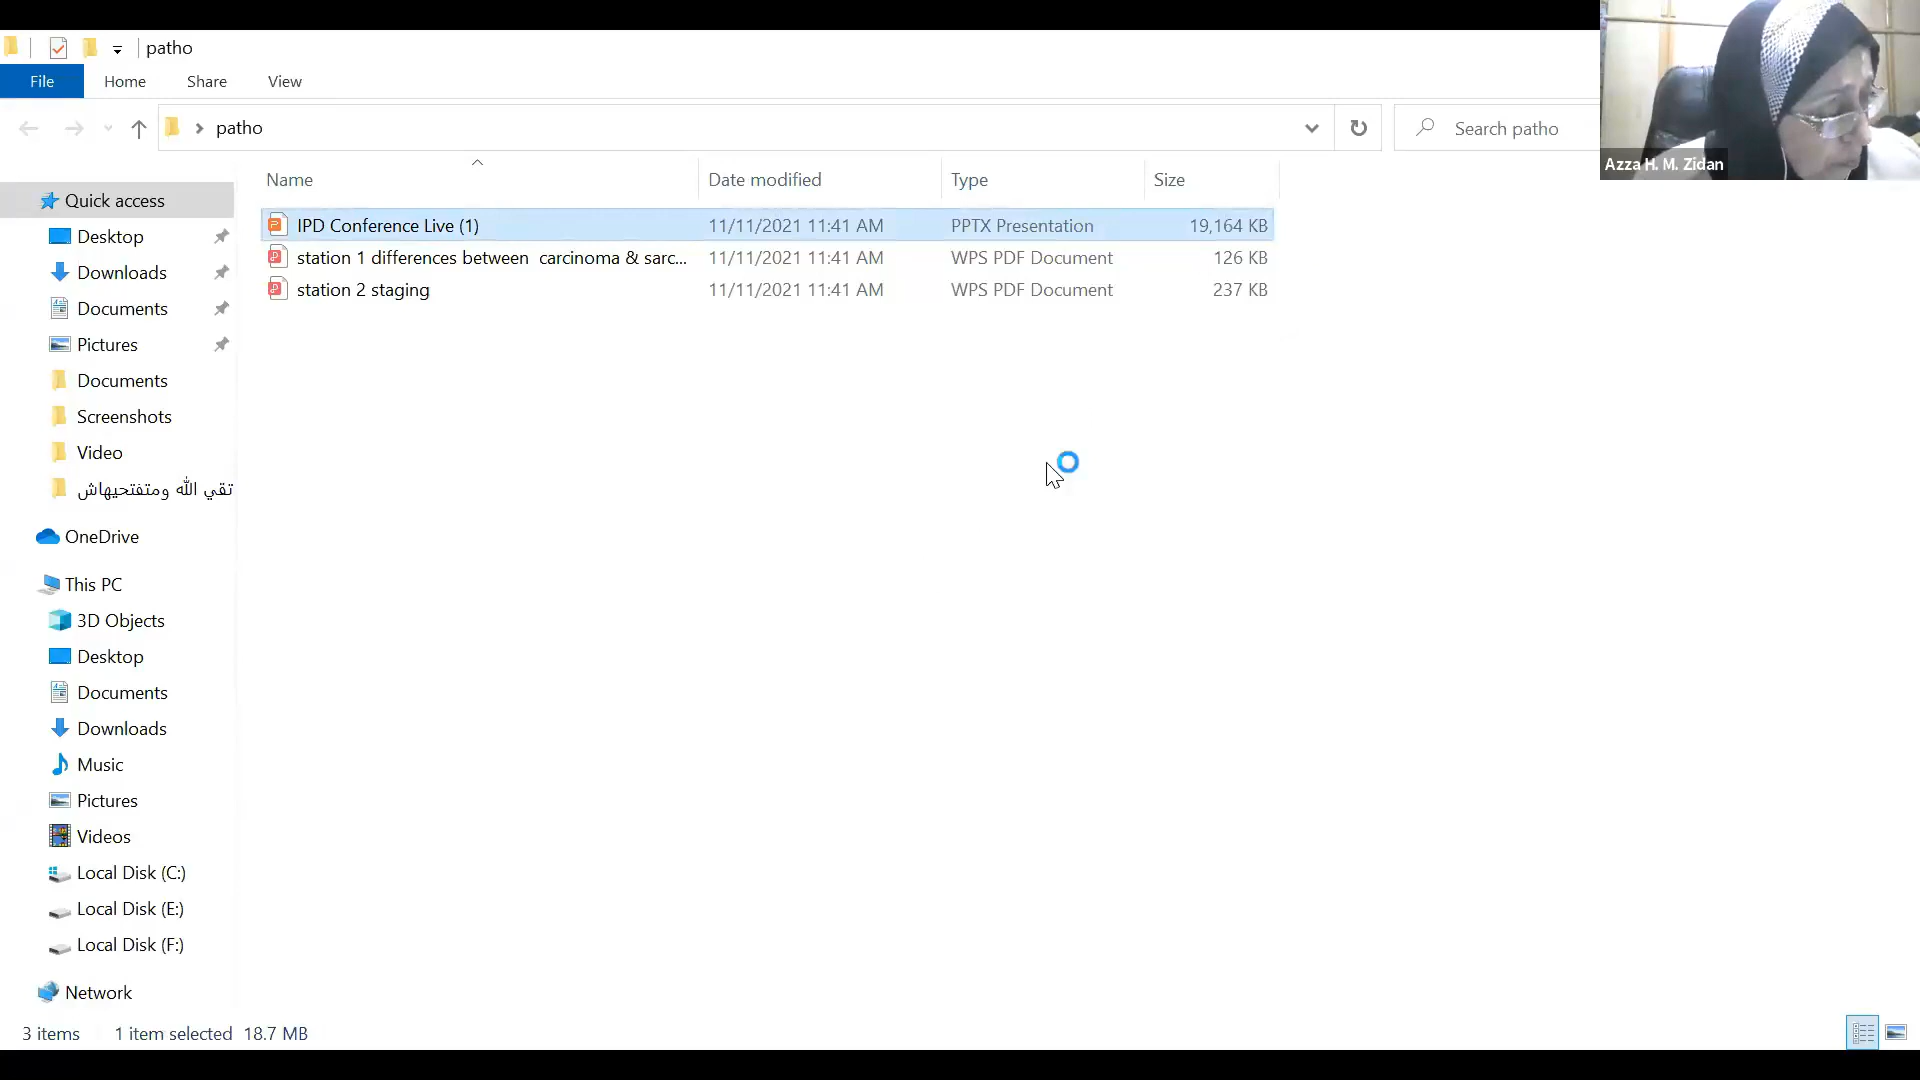 patho
File Home Share View
patho
Search patho
Azza H. M. Zidan
Name Date modified Type Size
IPD Conference Live (1) 11/11/2021 11:41 AM PPTX Presentation 19,164 KB
station 1 differences between carcinoma & sarc... 11/11/2021 11:41 AM WPS PDF Document 126 KB
station 2 staging 11/11/2021 11:41 AM WPS PDF Document 237 KB
Quick access
Desktop
Downloads
Documents
Pictures
Documents
Screenshots
Video
تقي الله ومتفتحيهاش
OneDrive
This PC
3D Objects
Desktop
Documents
Downloads
Music
Pictures
Videos
Local Disk (C:)
Local Disk (E:)
Local Disk (F:)
Network
3 items 1 item selected 18.7 MB